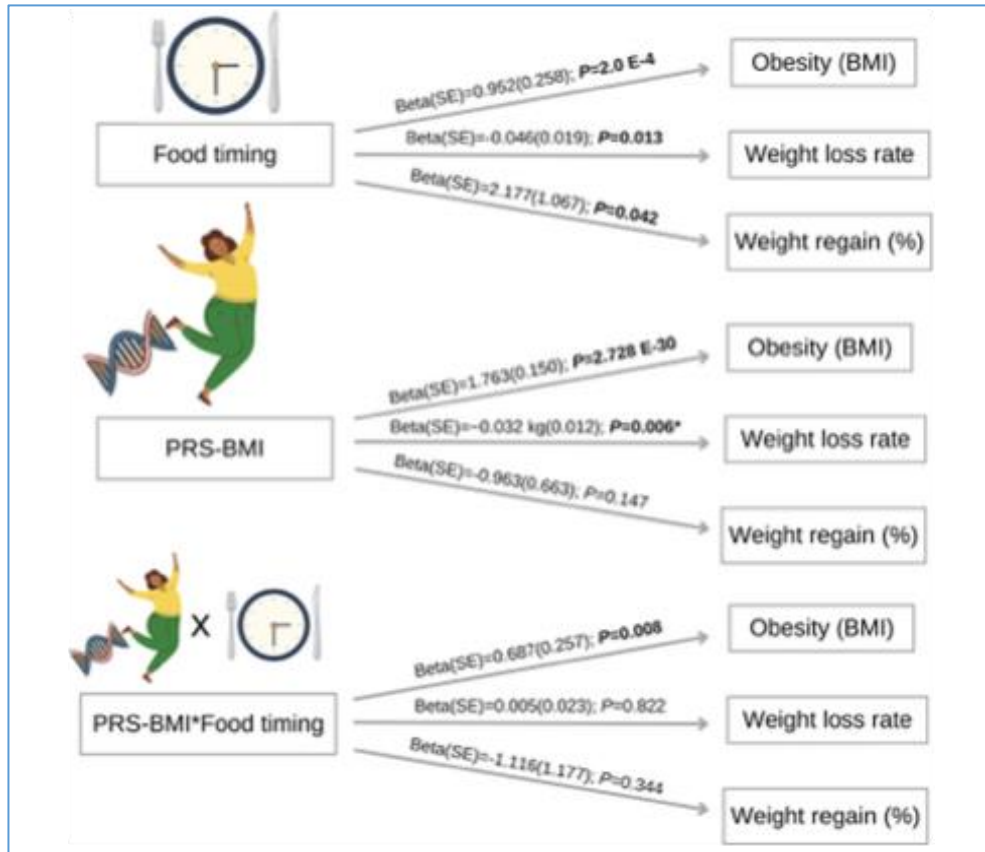 Beta(SE)=0.952(0.258); P=2.0 E-4
Obesity (BMI)
Food timing
Beta(SE)=-0.046(0.019); P=0.013
Weight loss rate
Beta(SE)=2.177(1.067); P=0.042
Weight regain (%)
Beta(SE)=1.763(0.150); P=2.728 E-30
Obesity (BMI)
PRS-BMI
Beta(SE)=−0.032 kg(0.012); P=0.006*
Weight loss rate
Beta(SE)=-0.963(0.663); P=0.147
Weight regain (%)
X
Beta(SE)=0.687(0.257); P=0.008
Obesity (BMI)
PRS-BMI*Food timing
Beta(SE)=0.005(0.023); P=0.822
Weight loss rate
Beta(SE)=-1.116(1.177); P=0.344
Weight regain (%)